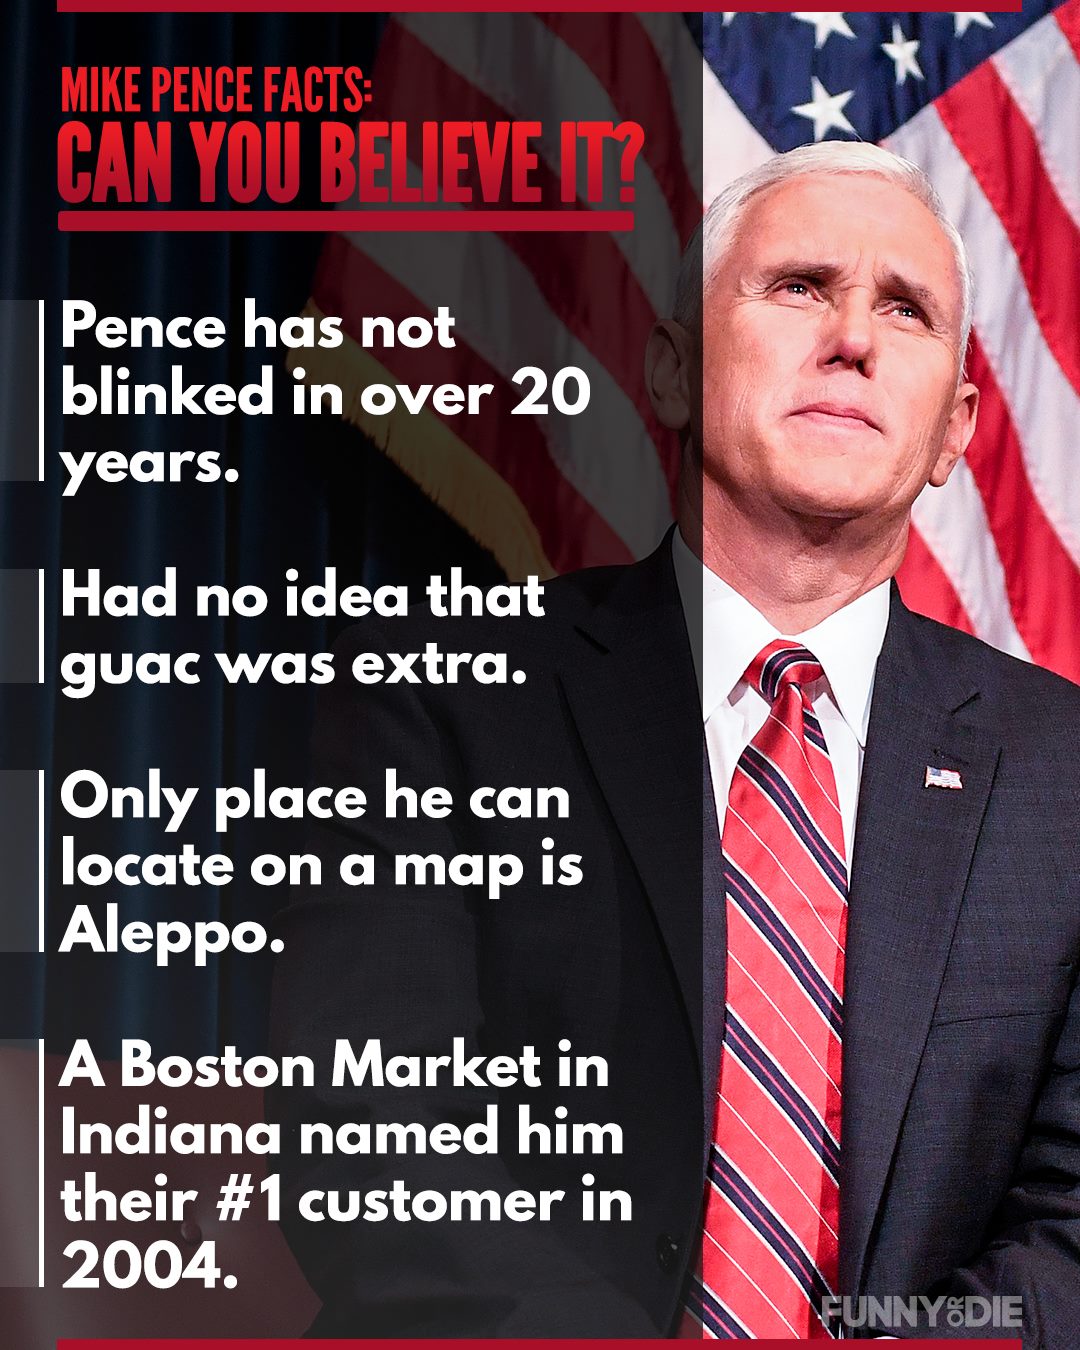 MIKE PENCE FACTS:
CAN YOU BELIEVE IT?
Pence has not
blinked in over 20
years.
Had no idea that
guac was extra.
Only place he can
locate on a map is
Aleppo.
A Boston Market in
Indiana named him
their #1 customer in
2004.
FUNNY OR DIE